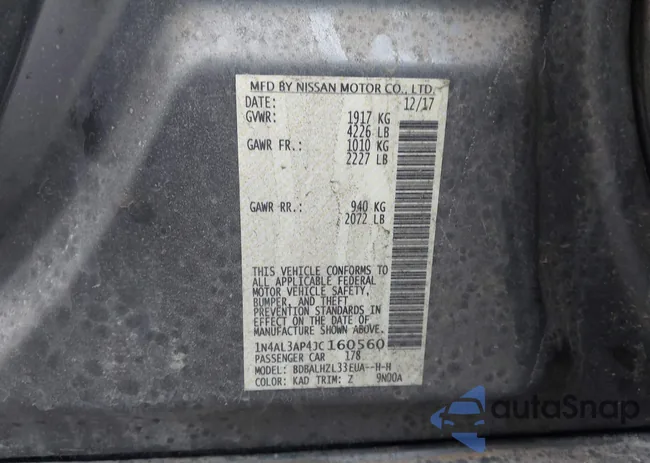 MFD BY NISSAN MOTOR CO., LTD.
DATE: 12/17
GVWR: 1917 KG
4226 LB
GAWR FR.: 1010 KG
2227 LB
GAWR RR.: 940 KG
2072 LB
THIS VEHICLE CONFORMS TO
ALL APPLICABLE FEDERAL
MOTOR VEHICLE SAFETY,
BUMPER, AND THEFT
PREVENTION STANDARDS IN
EFFECT ON THE DATE OF
MANUFACTURE SHOWN ABOVE.
1N4AL3AP4JC160560
PASSENGER CAR 178
MODEL: BDBALHZL33EUA--H-H
COLOR: KAD TRIM: Z 9N00A
autoSnap
POWERED BY